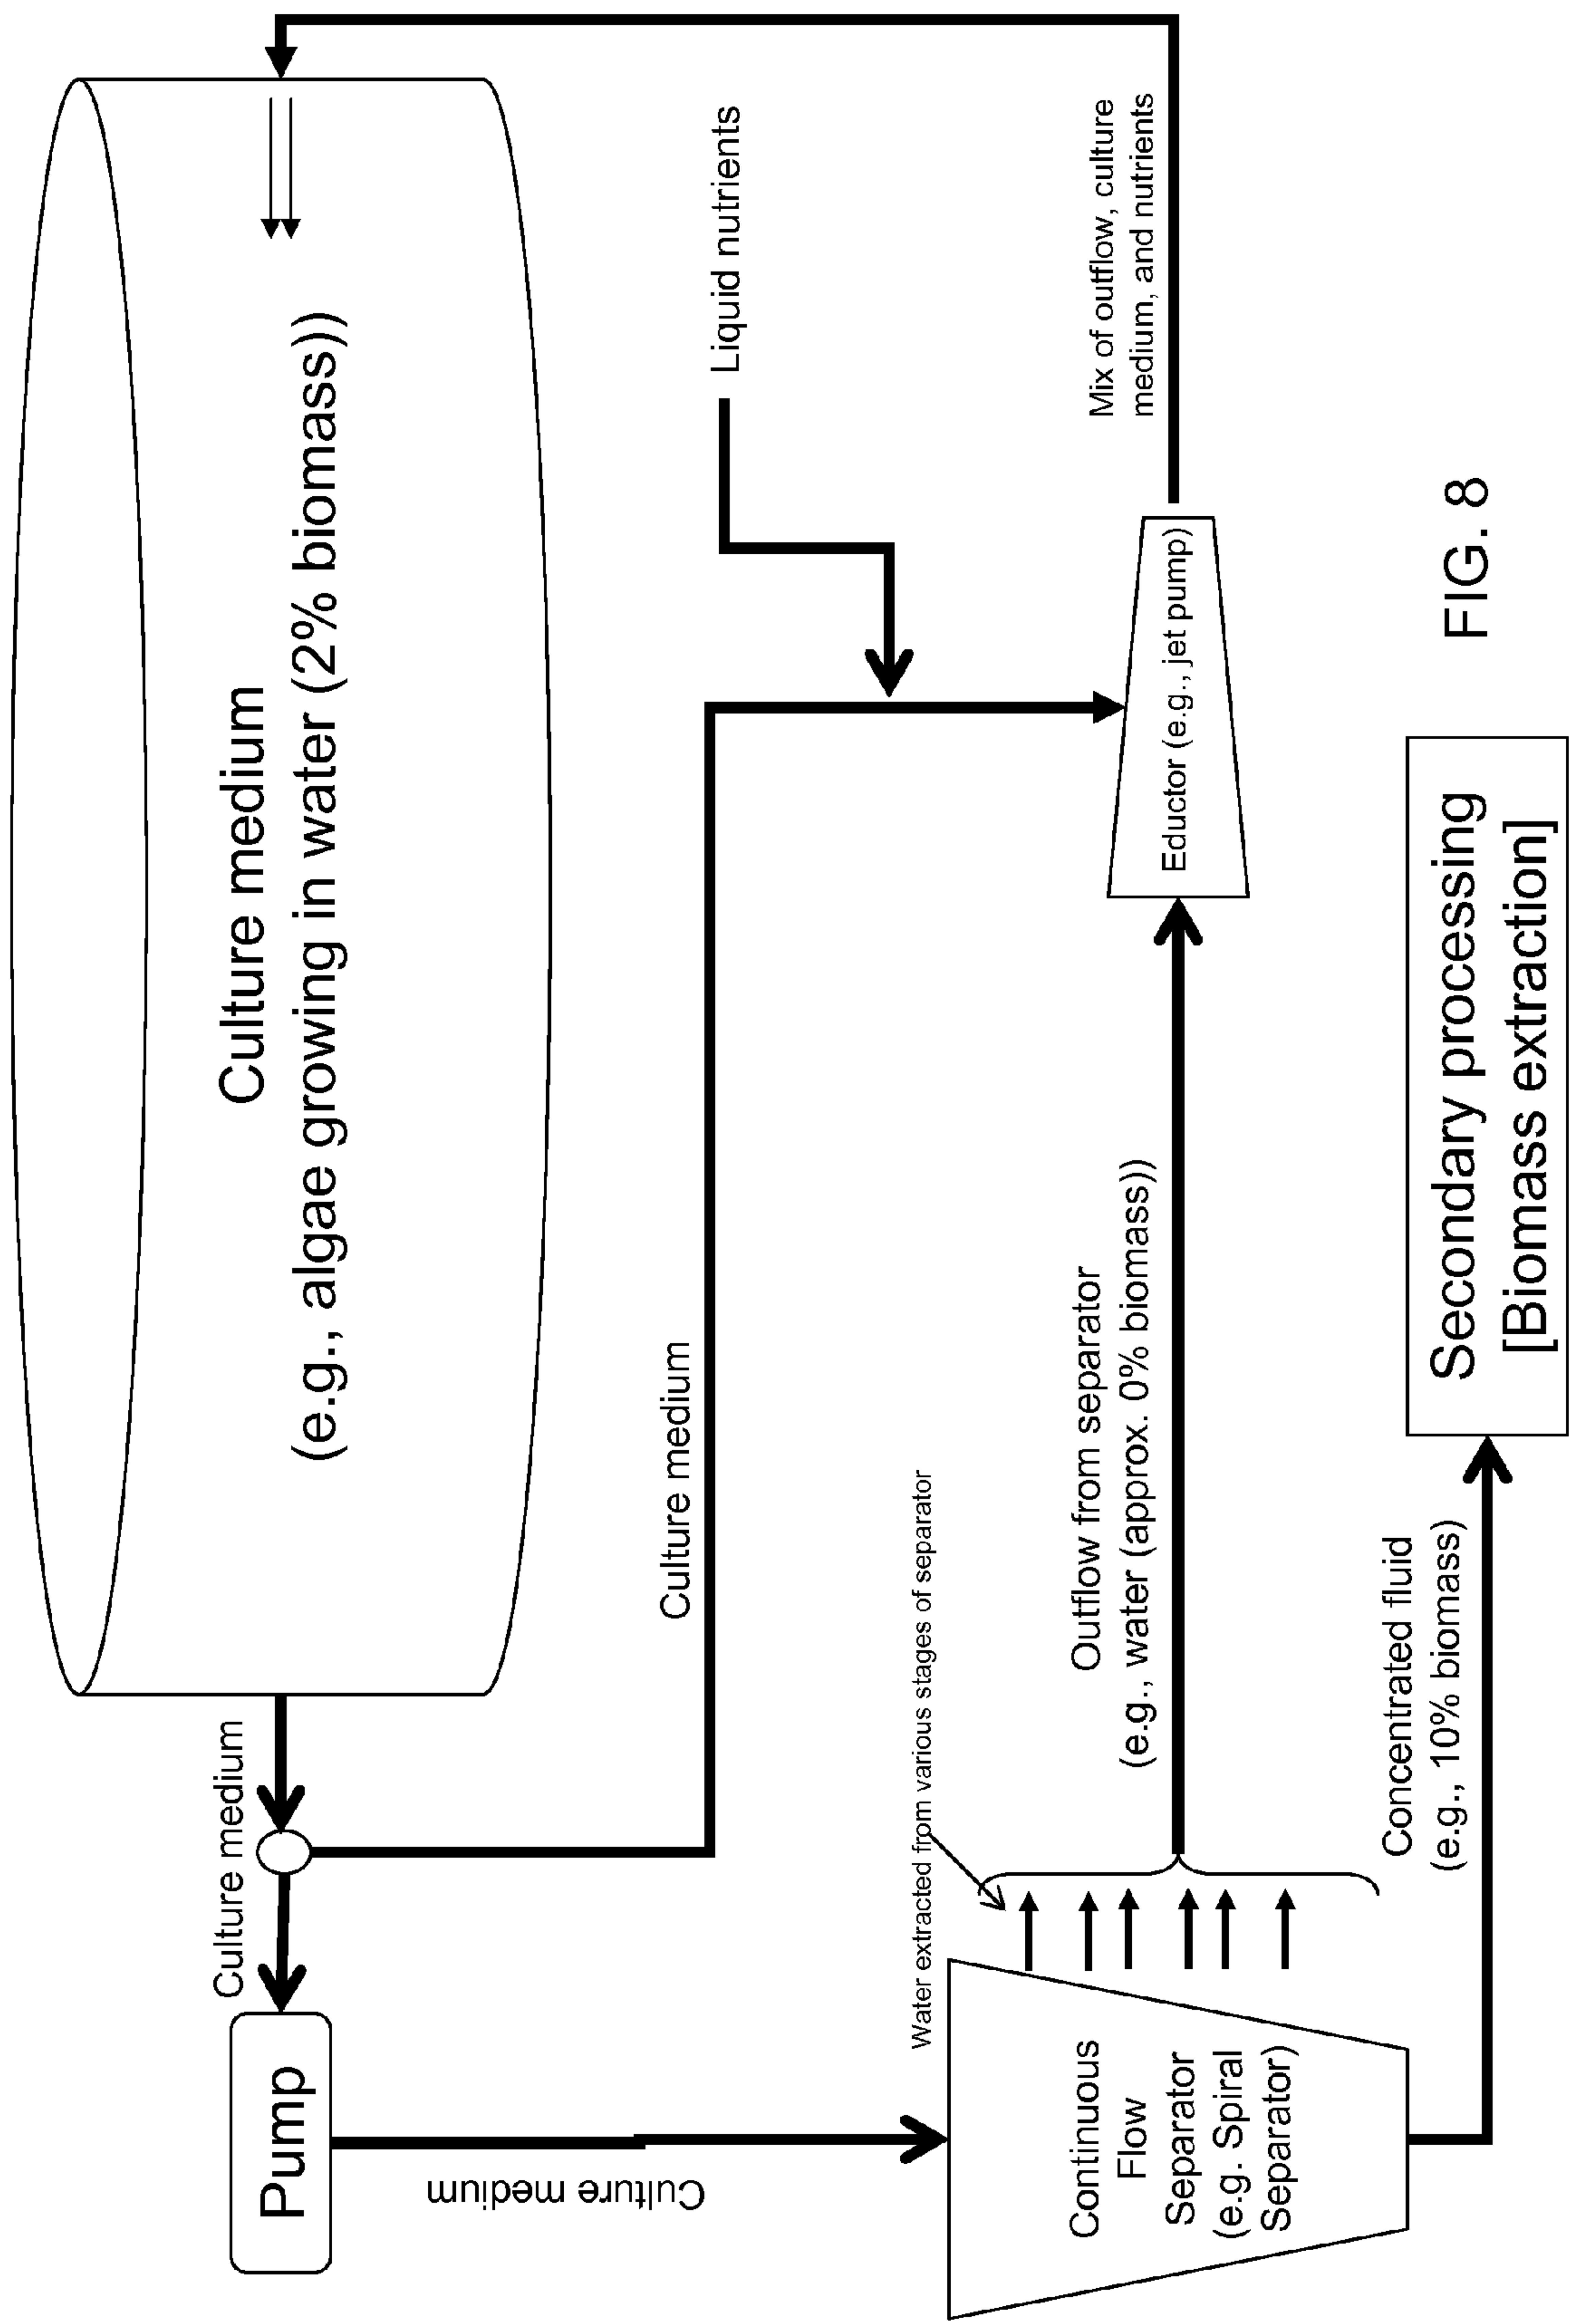 Culture medium
(e.g., algae growing in water (2% biomass))
Culture medium
Pump
Culture medium
Culture medium
Liquid nutrients
Water extracted from various stages of separator
Continuous
Flow
Separator
(e.g. Spiral
Separator)
Outflow from separator
(e.g., water (approx. 0% biomass))
Eductor (e.g., jet pump)
Mix of outflow, culture
medium, and nutrients
Concentrated fluid
(e.g., 10% biomass)
Secondary processing
[Biomass extraction]
FIG. 8